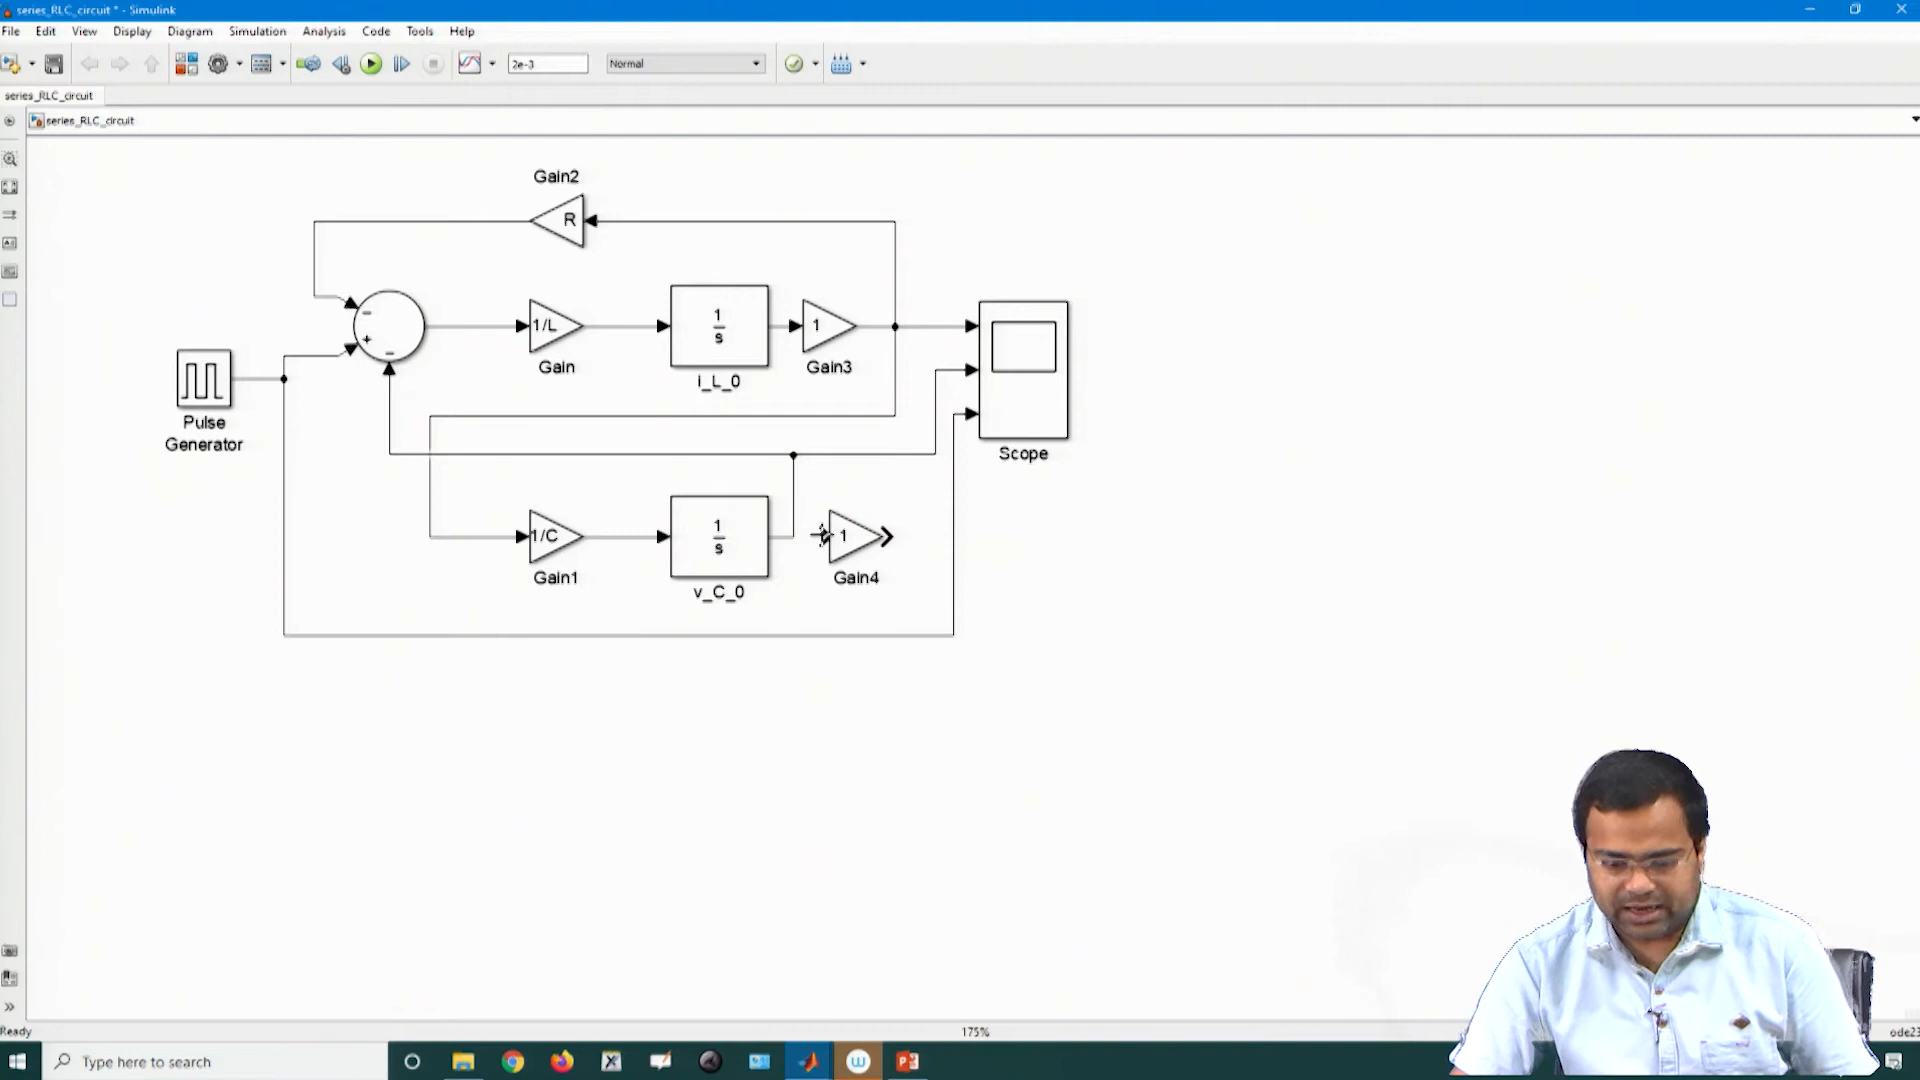 series_RLC_circuit * - Simulink
File Edit View Display Diagram Simulation Analysis Code Tools Help
2e-3 Normal
series_RLC_circuit
series_RLC_circuit
Gain2
R
- + -
1/L
Gain
1
s
i_L_0
1
Gain3
Pulse
Generator
Scope
1/C
Gain1
1
s
v_C_0
1
Gain4
Ready 175% ode23
Type here to search